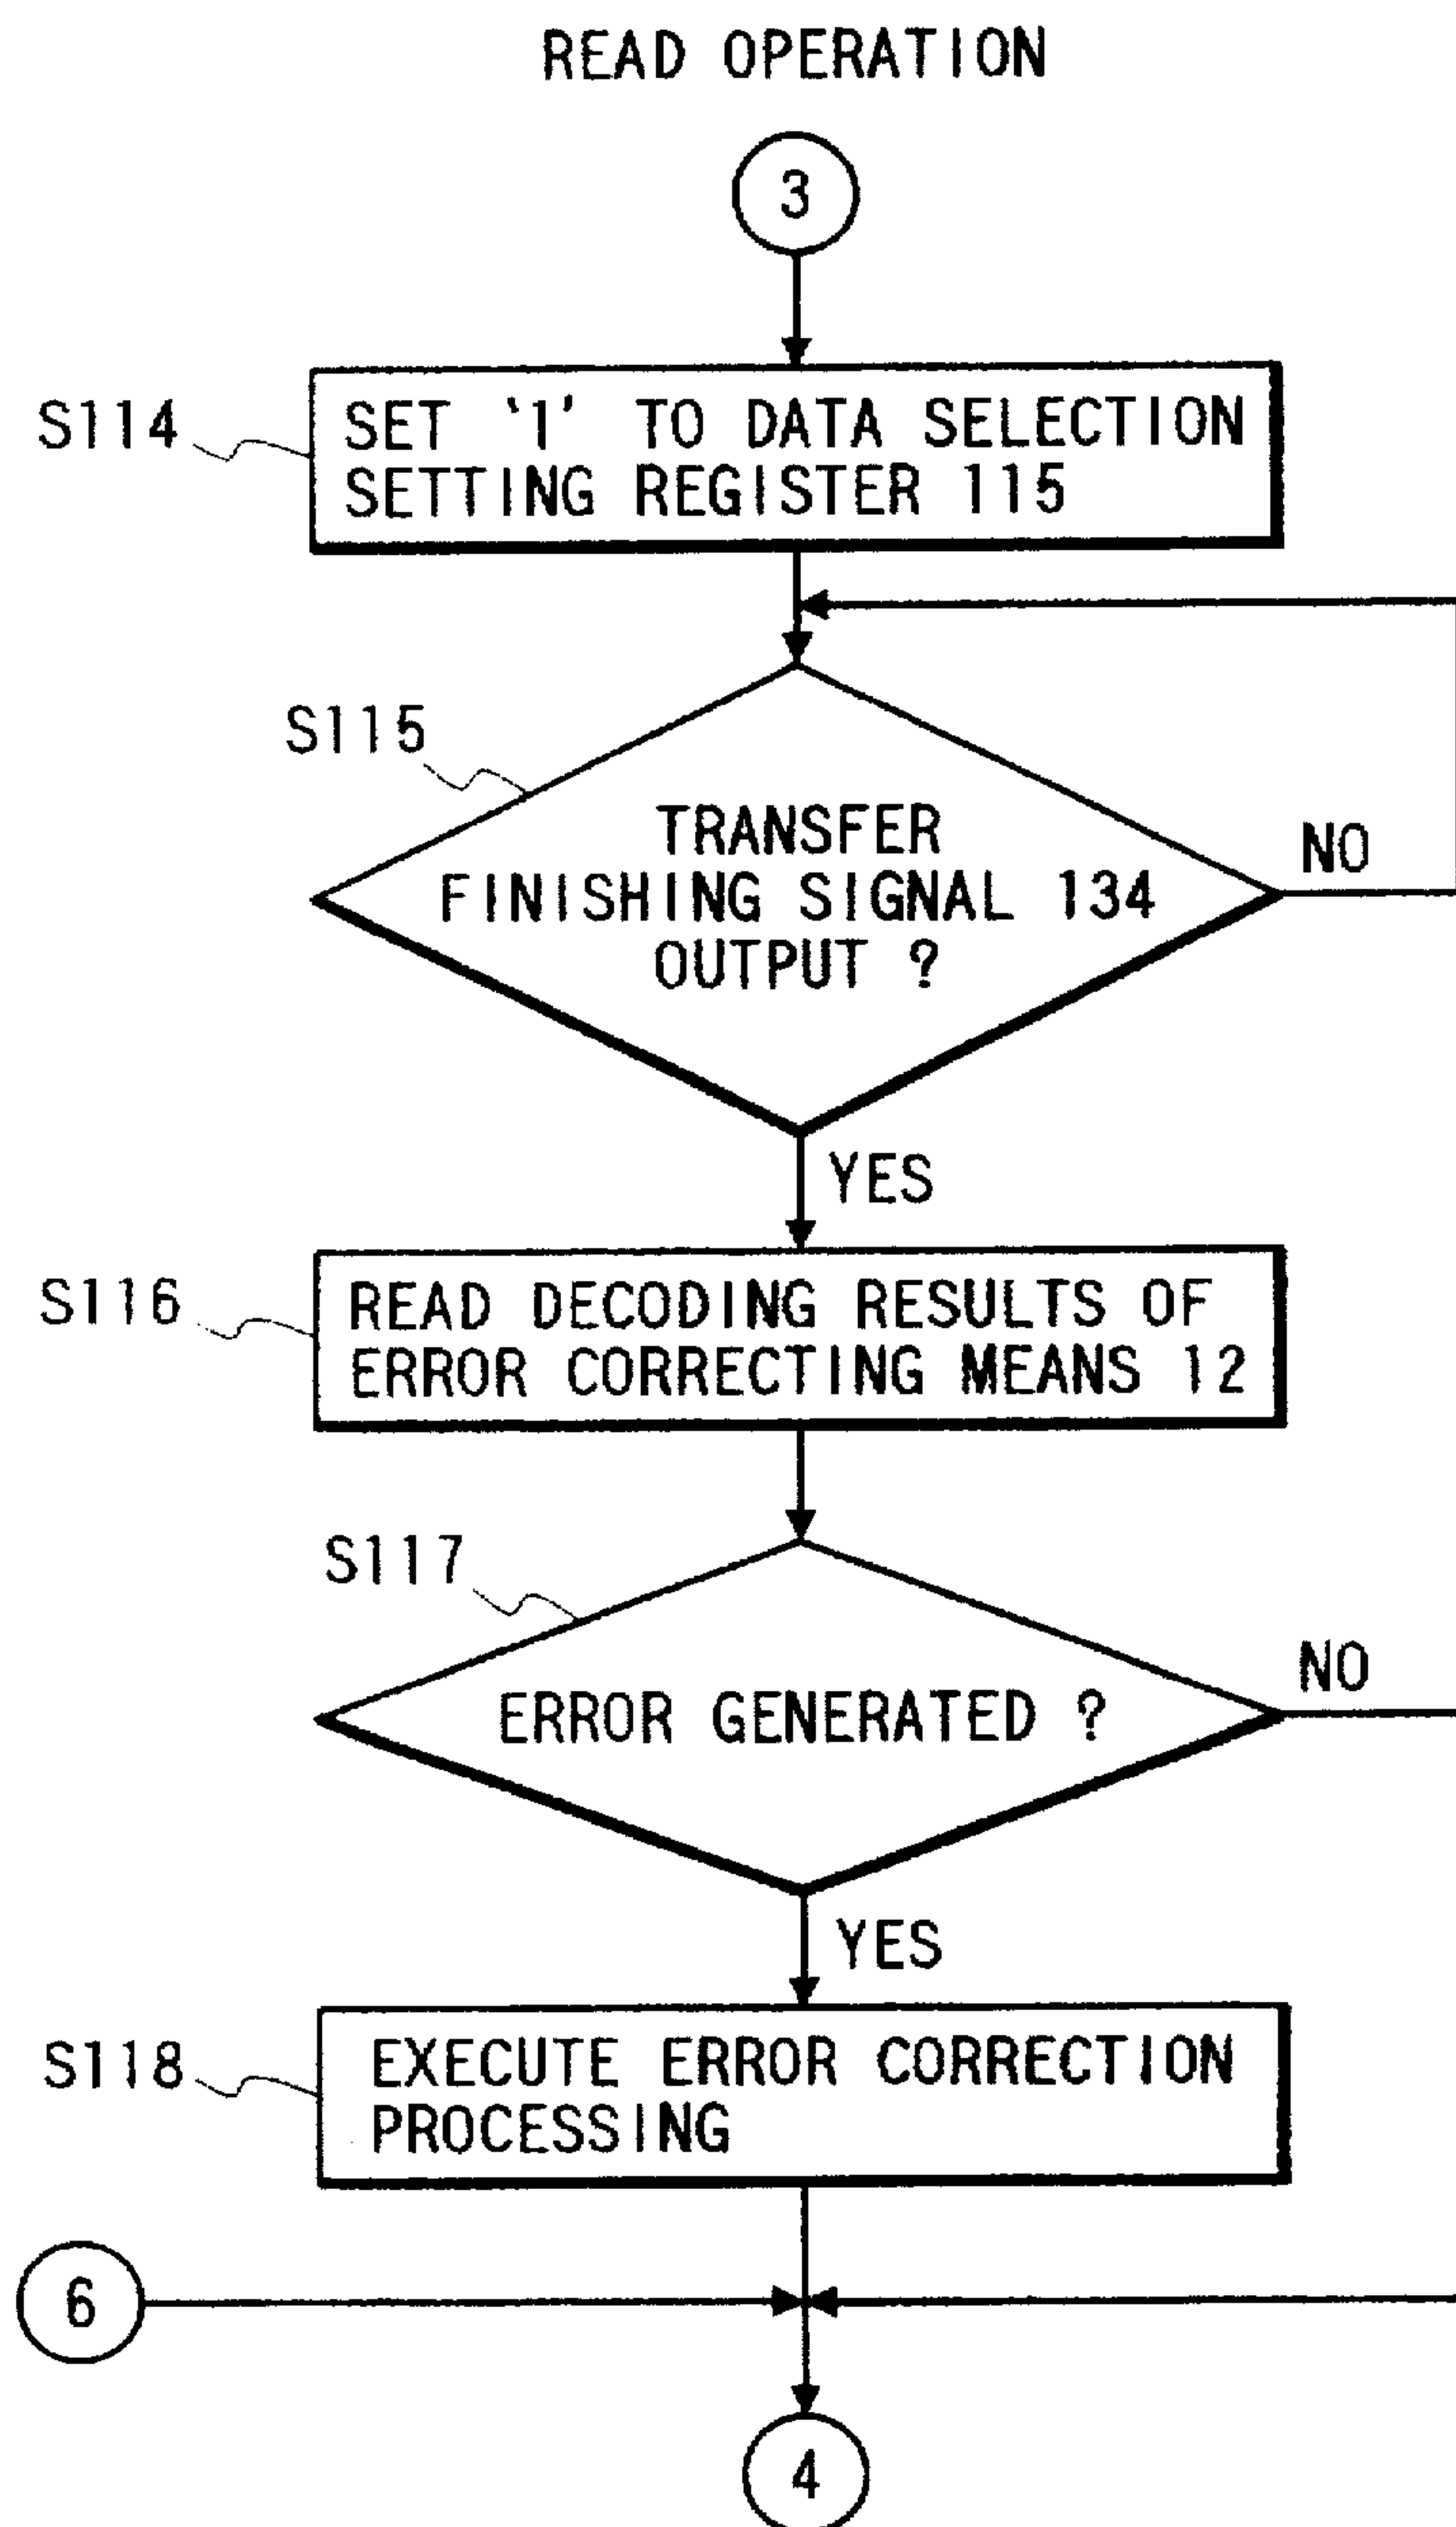 READ OPERATION
3
S114
SET '1' TO DATA SELECTION
SETTING REGISTER 115
S115
TRANSFER
FINISHING SIGNAL 134
OUTPUT ?
NO
YES
S116
READ DECODING RESULTS OF
ERROR CORRECTING MEANS 12
S117
ERROR GENERATED ?
NO
YES
S118
EXECUTE ERROR CORRECTION
PROCESSING
6
4